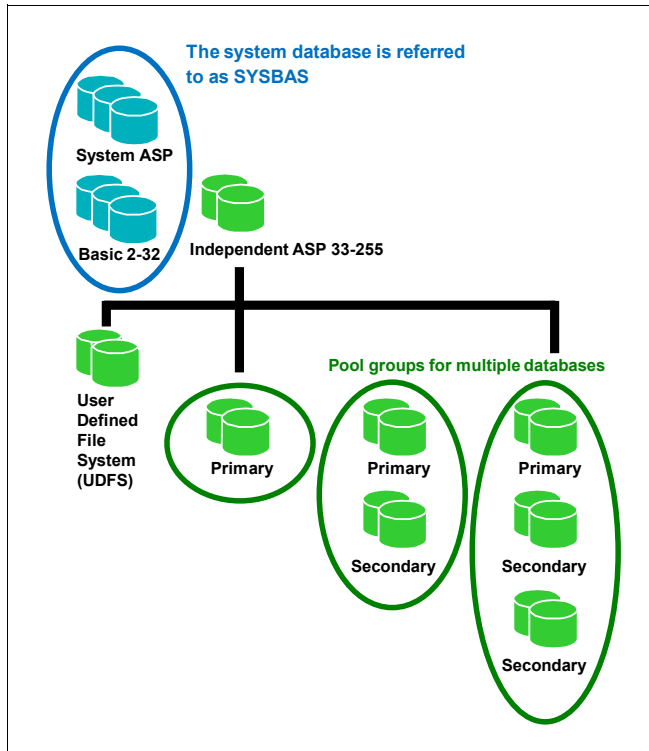 The system database is referred
to as SYSBAS
System ASP
Basic 2-32
Independent ASP 33-255
User
Defined
File
System
(UDFS)
Pool groups for multiple databases
Primary
Primary
Secondary
Primary
Secondary
Secondary